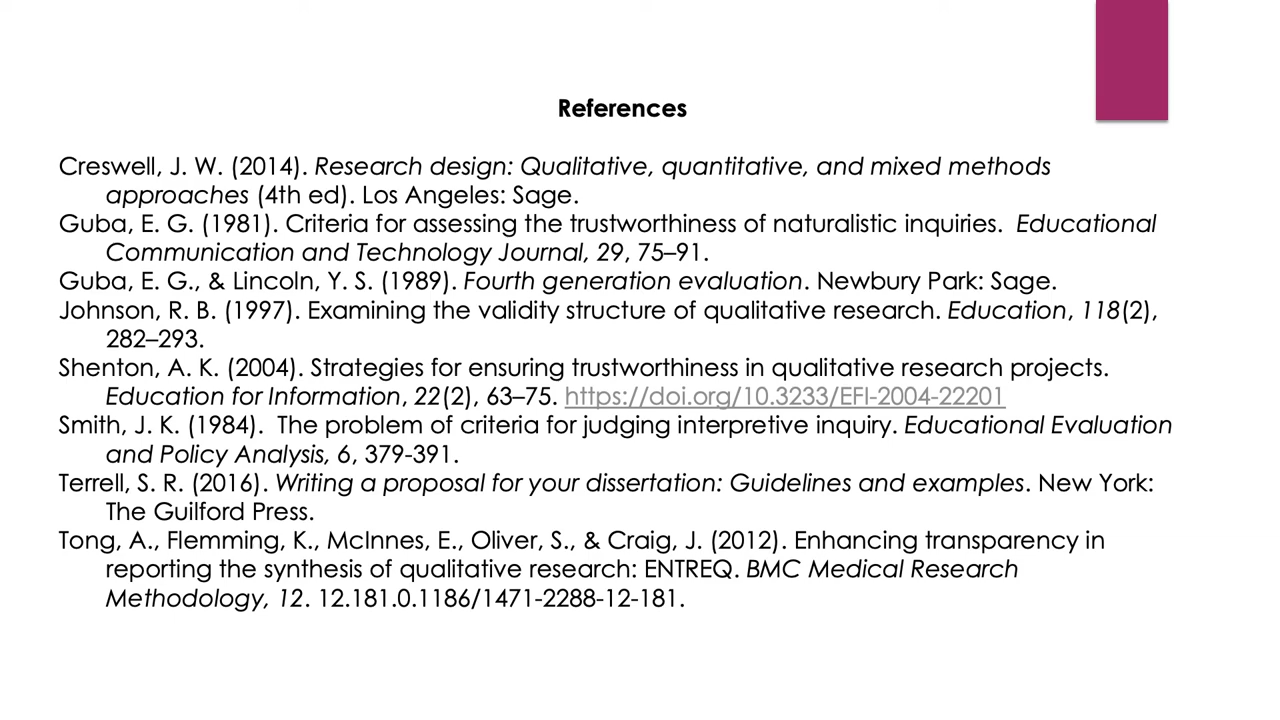 References
Creswell, J. W. (2014). Research design: Qualitative, quantitative, and mixed methods
approaches (4th ed). Los Angeles: Sage.
Guba, E. G. (1981). Criteria for assessing the trustworthiness of naturalistic inquiries.  Educational
Communication and Technology Journal, 29, 75–91.
Guba, E. G., & Lincoln, Y. S. (1989). Fourth generation evaluation. Newbury Park: Sage.
Johnson, R. B. (1997). Examining the validity structure of qualitative research. Education, 118(2),
282–293.
Shenton, A. K. (2004). Strategies for ensuring trustworthiness in qualitative research projects.
Education for Information, 22(2), 63–75. https://doi.org/10.3233/EFI-2004-22201
Smith, J. K. (1984).  The problem of criteria for judging interpretive inquiry. Educational Evaluation
and Policy Analysis, 6, 379-391.
Terrell, S. R. (2016). Writing a proposal for your dissertation: Guidelines and examples. New York:
The Guilford Press.
Tong, A., Flemming, K., McInnes, E., Oliver, S., & Craig, J. (2012). Enhancing transparency in
reporting the synthesis of qualitative research: ENTREQ. BMC Medical Research
Methodology, 12. 12.181.0.1186/1471-2288-12-181.